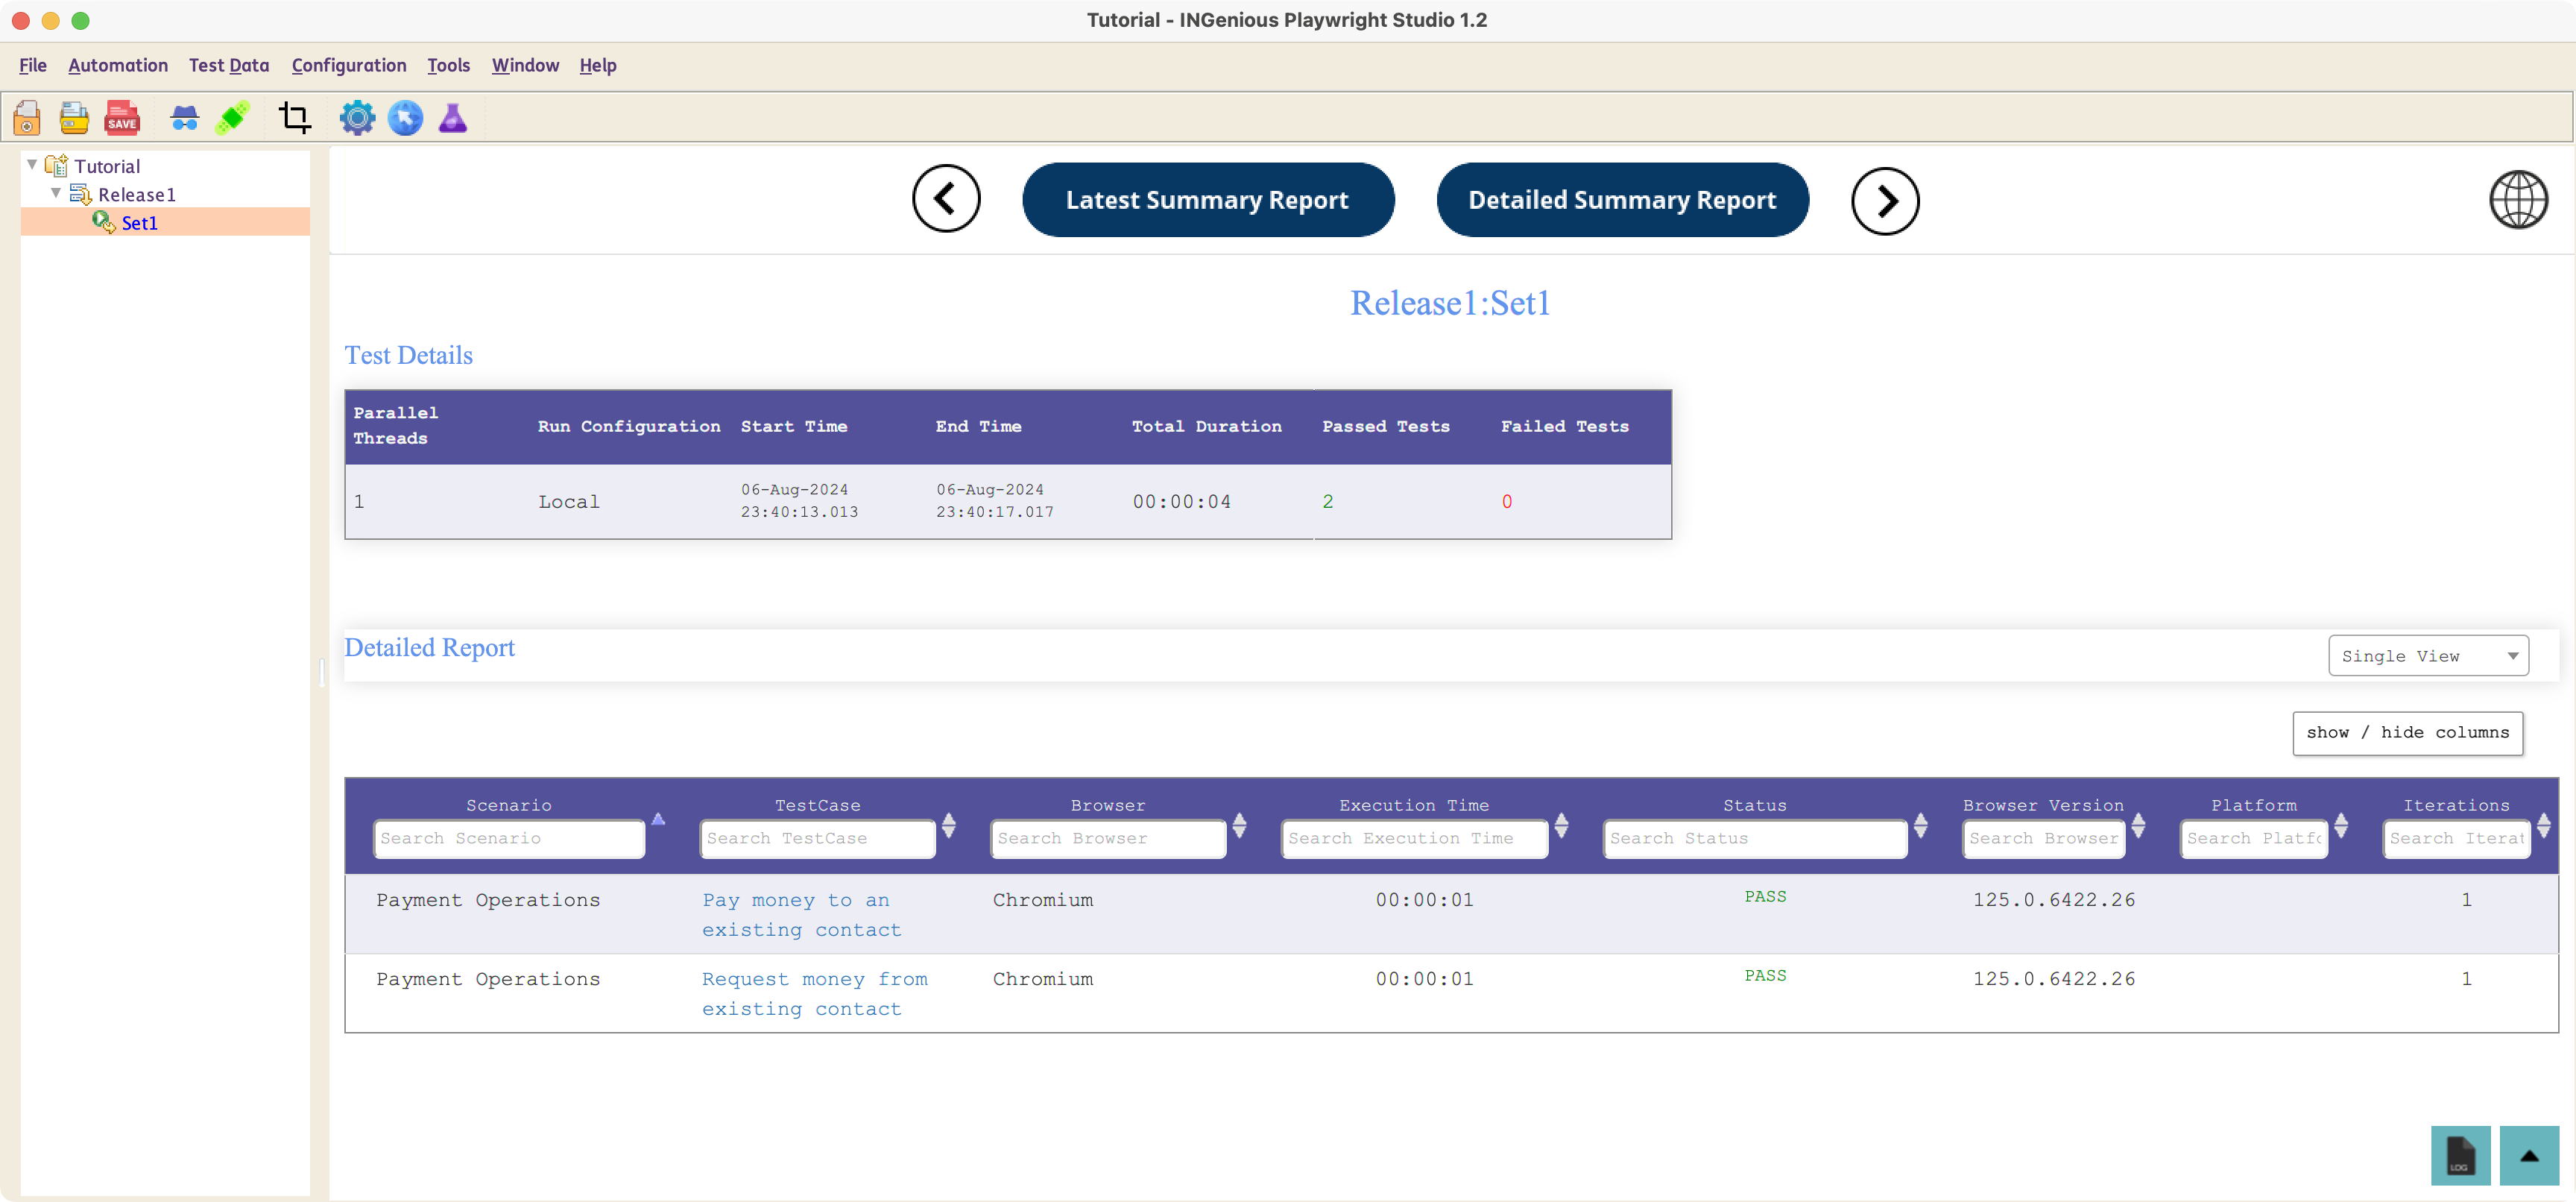 Tutorial - INGenious Playwright Studio 1.2
File Automation Test Data Configuration Tools Window Help
SAVE
Tutorial
Release1
Set1
Latest Summary Report
Detailed Summary Report
Release1:Set1
Test Details
Parallel Threads Run Configuration Start Time End Time Total Duration Passed Tests Failed Tests
1 Local 06-Aug-2024 23:40:13.013 06-Aug-2024 23:40:17.017 00:00:04 2 0
Detailed Report
Single View
show / hide columns
Scenario TestCase Browser Execution Time Status Browser Version Platform Iterations
Search Scenario Search TestCase Search Browser Search Execution Time Search Status Search Browser Search Platfo Search Iterat
Payment Operations Pay money to an existing contact Chromium 00:00:01 PASS 125.0.6422.26 1
Payment Operations Request money from existing contact Chromium 00:00:01 PASS 125.0.6422.26 1
LOG